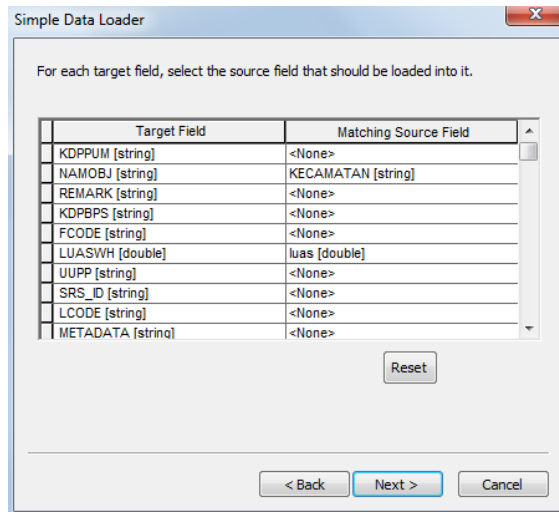 Simple Data Loader
For each target field, select the source field that should be loaded into it.
Target Field Matching Source Field
KDPPUM [string] <None>
NAMOBJ [string] KECAMATAN [string]
REMARK [string] <None>
KDPBPS [string] <None>
FCODE [string] <None>
LUASWH [double] luas [double]
UUPP [string] <None>
SRS_ID [string] <None>
LCODE [string] <None>
METADATA [string] <None>
Reset
< Back Next > Cancel